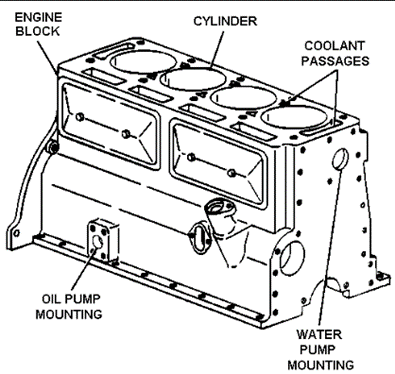 ENGINE
BLOCK
CYLINDER
COOLANT
PASSAGES
OIL PUMP
MOUNTING
WATER
PUMP
MOUNTING